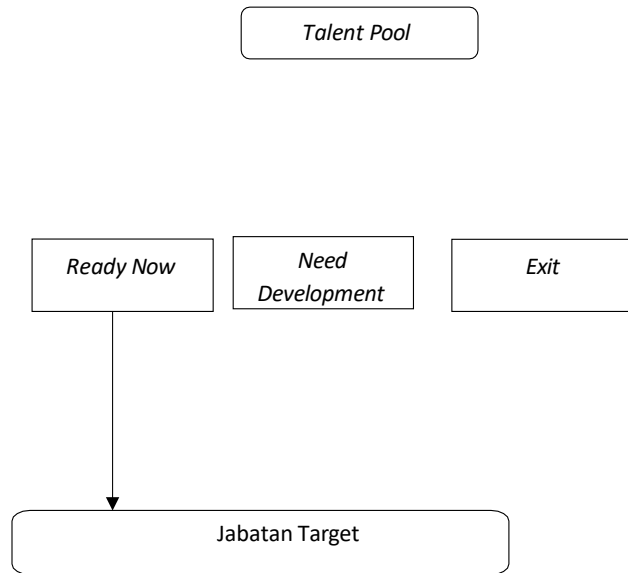 Talent Pool
Ready Now
Need
Development
Exit
Jabatan Target